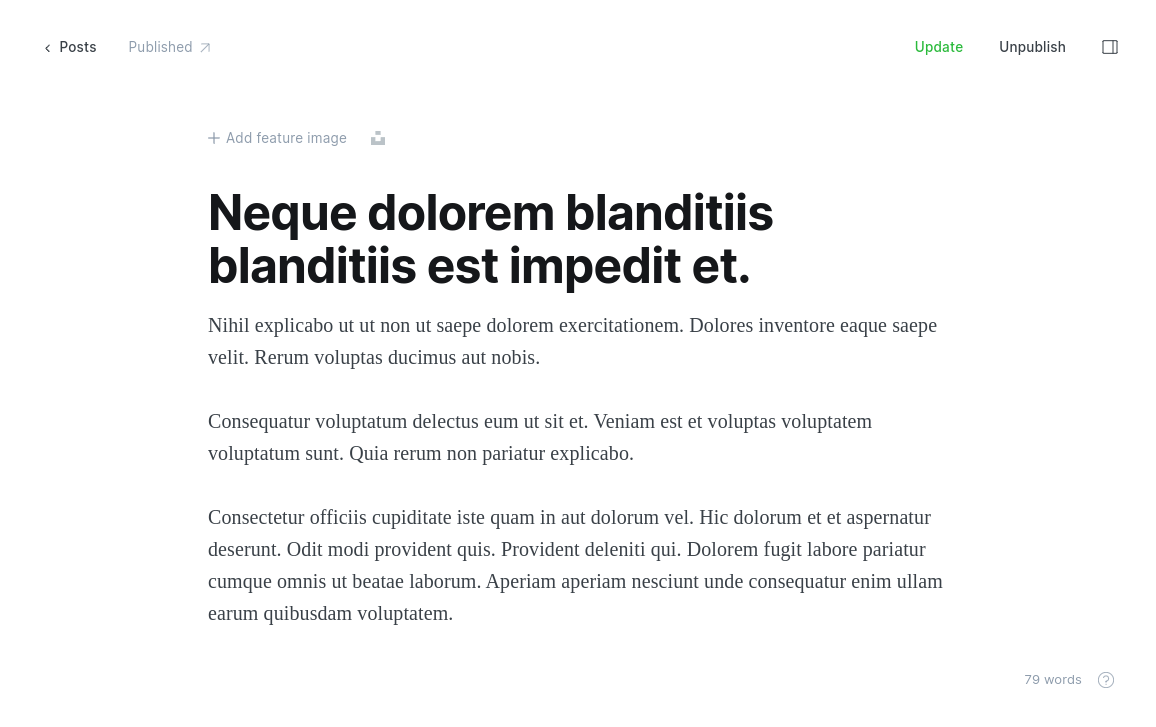 Posts
Published
Update
Unpublish
Add feature image
Neque dolorem blanditiis
blanditiis est impedit et.
Nihil explicabo ut ut non ut saepe dolorem exercitationem. Dolores inventore eaque saepe
velit. Rerum voluptas ducimus aut nobis.
Consequatur voluptatum delectus eum ut sit et. Veniam est et voluptas voluptatem
voluptatum sunt. Quia rerum non pariatur explicabo.
Consectetur officiis cupiditate iste quam in aut dolorum vel. Hic dolorum et et aspernatur
deserunt. Odit modi provident quis. Provident deleniti qui. Dolorem fugit labore pariatur
cumque omnis ut beatae laborum. Aperiam aperiam nesciunt unde consequatur enim ullam
earum quibusdam voluptatem.
79 words